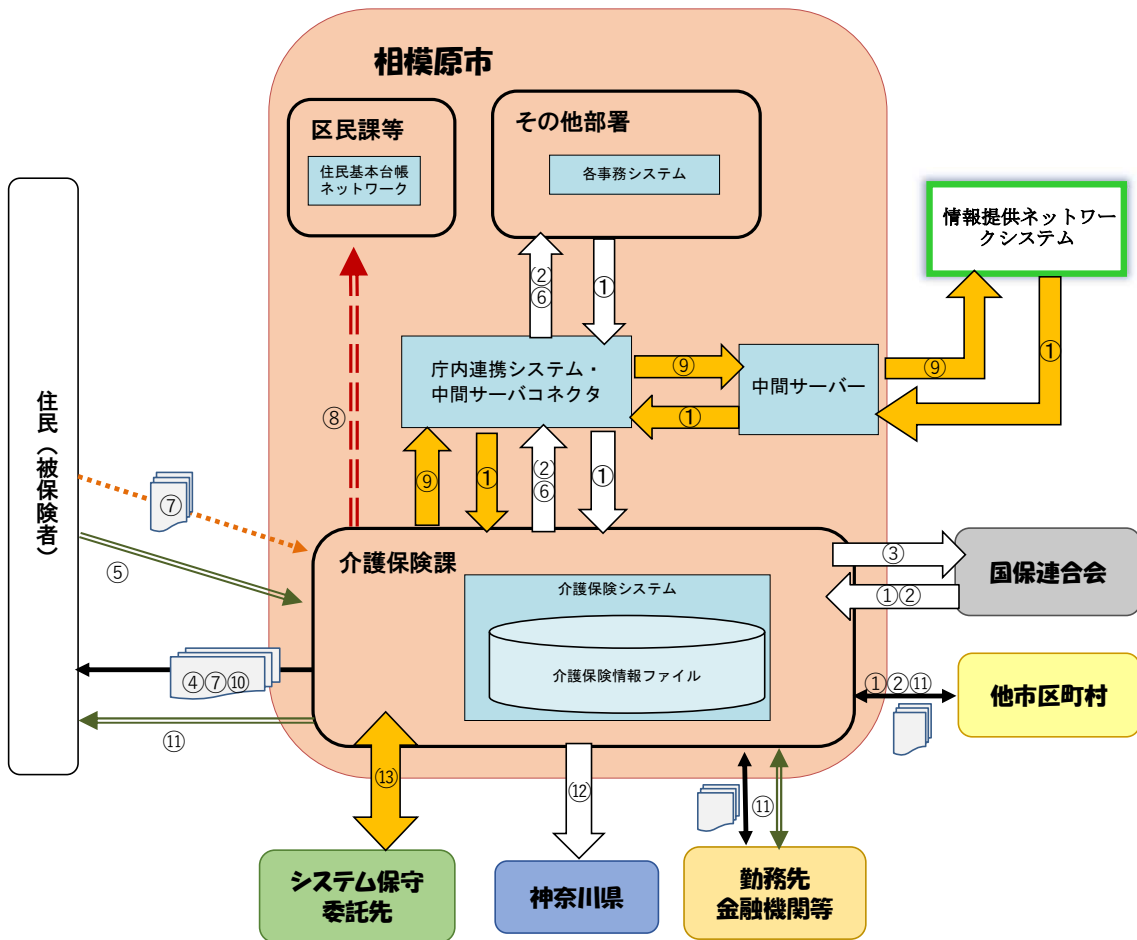 相模原市
区民課等
住民基本台帳
ネットワーク
その他部署
各事務システム
情報提供ネットワー
クシステム
②
⑥
①
庁内連携システム・
中間サーバコネクタ
⑨
①
中間サーバー
⑨
①
⑧
⑨
①
②
⑥
①
住民（被保険者）
⑦
⑤
④⑦⑩
⑪
介護保険課
介護保険システム
介護保険情報ファイル
③
①②
国保連合会
①②⑪
他市区町村
⑬
⑫
⑪
システム保守
委託先
神奈川県
勤務先
金融機関等